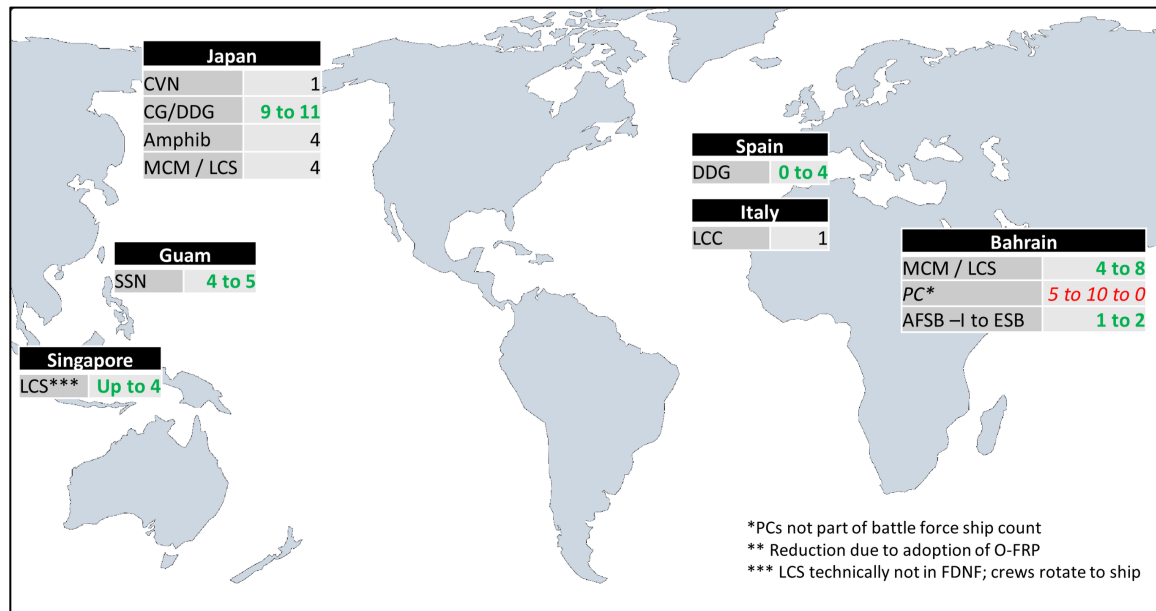 Japan
CVN 1
CG/DDG 9 to 11
Amphib 4
MCM / LCS 4
Spain
DDG 0 to 4
Italy
LCC 1
Bahrain
MCM / LCS 4 to 8
PC* 5 to 10 to 0
AFSB –I to ESB 1 to 2
Guam
SSN 4 to 5
Singapore
LCS*** Up to 4
*PCs not part of battle force ship count
** Reduction due to adoption of O-FRP
*** LCS technically not in FDNF; crews rotate to ship